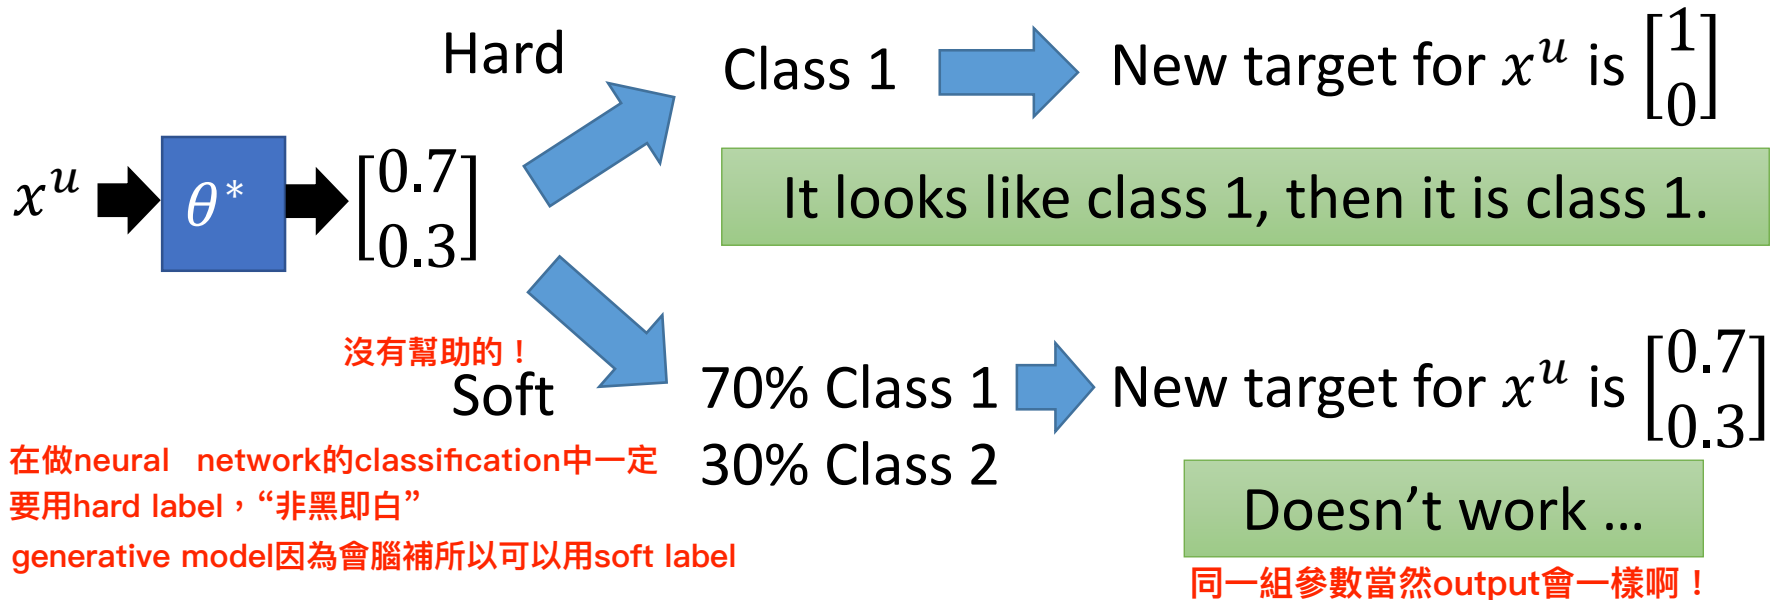 Hard
Class 1
New target for xᵘ is [1 0]
xᵘ
θ*
[0.7 0.3]
It looks like class 1, then it is class 1.
沒有幫助的！
Soft
70% Class 1
30% Class 2
New target for xᵘ is [0.7 0.3]
在做neural network的classification中一定
要用hard label，“非黑即白”
generative model因為會腦補所以可以用soft label
Doesn’t work …
同一組參數當然output會一樣啊！